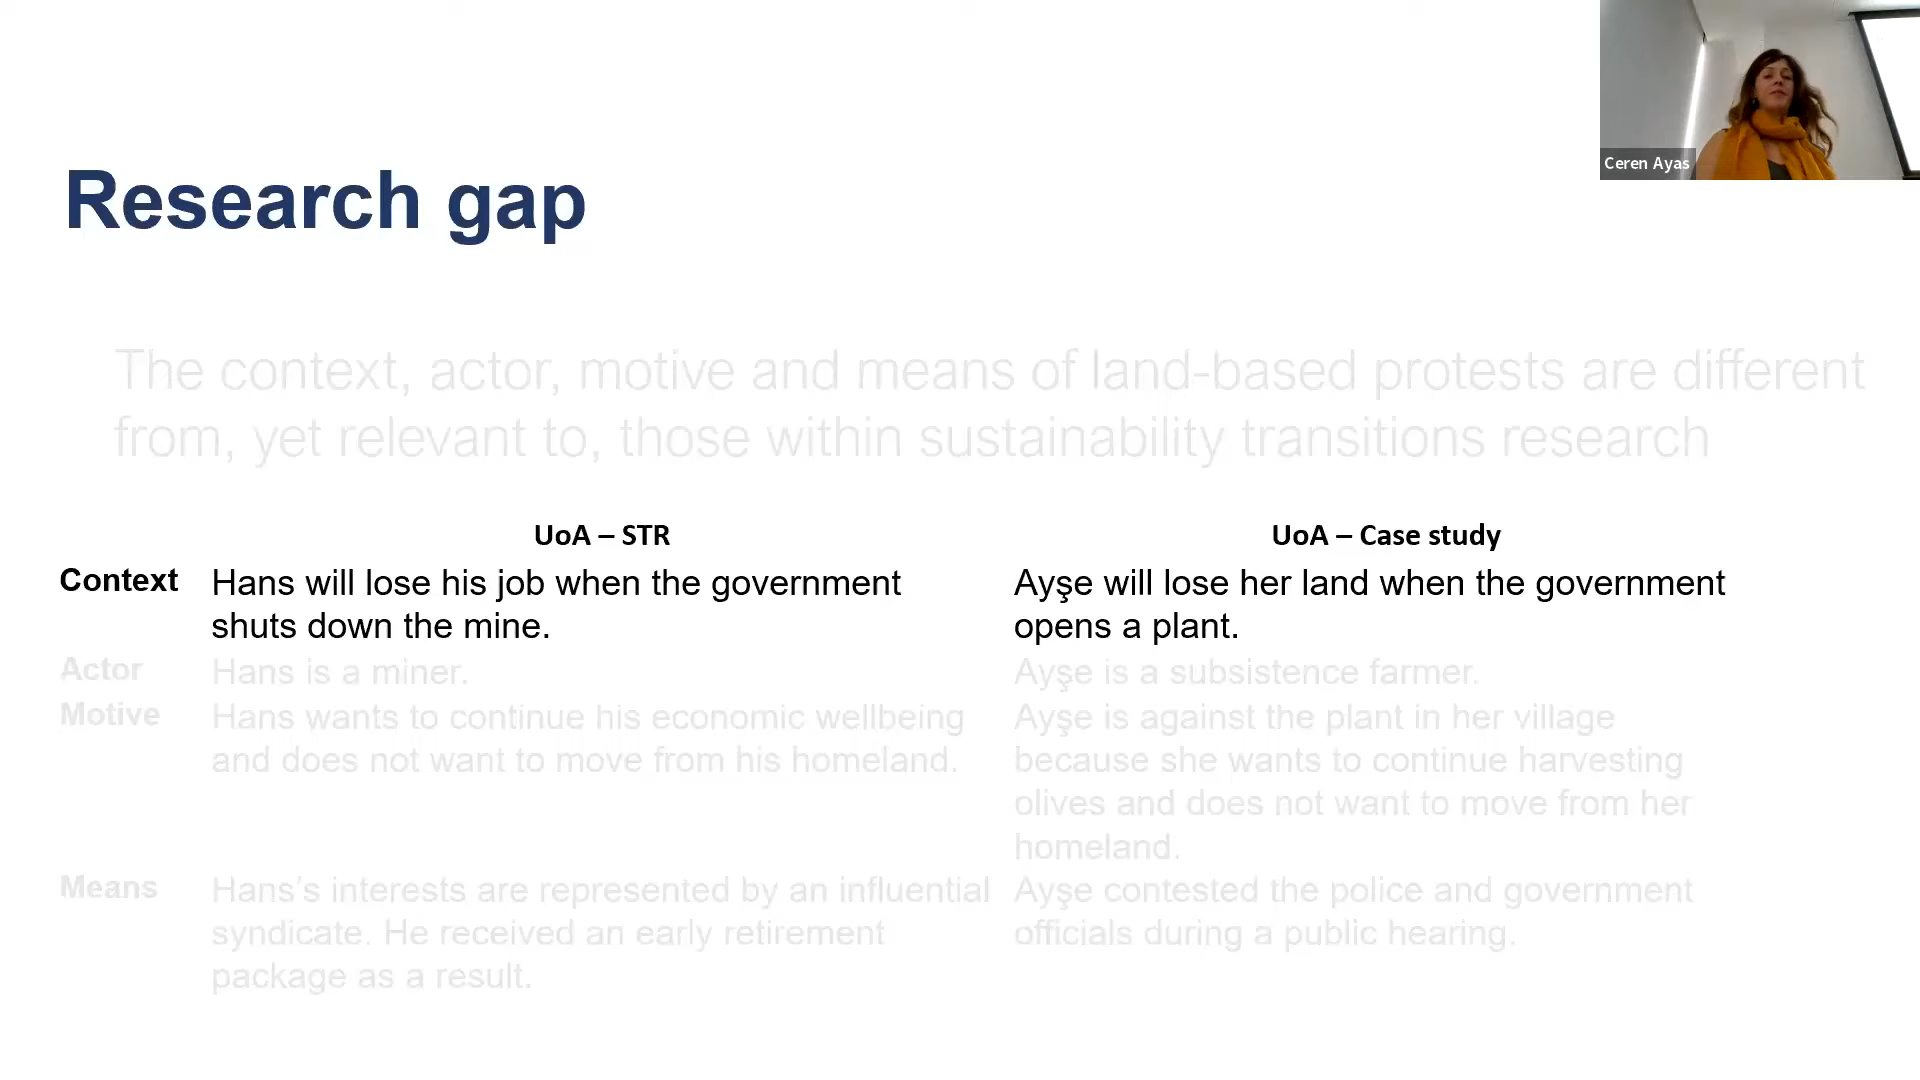 Ceren Ayas
Research gap
The context, actor, motive and means of land-based protests are different
from, yet relevant to, those within sustainability transitions research
UoA – STR
UoA – Case study
Context
Hans will lose his job when the government
shuts down the mine.
Ayşe will lose her land when the government
opens a plant.
Actor
Hans is a miner.
Ayşe is a subsistence farmer.
Motive
Hans wants to continue his economic wellbeing
and does not want to move from his homeland.
Ayşe is against the plant in her village
because she wants to continue harvesting
olives and does not want to move from her
homeland.
Means
Hans’s interests are represented by an influential
syndicate. He received an early retirement
package as a result.
Ayşe contested the police and government
officials during a public hearing.